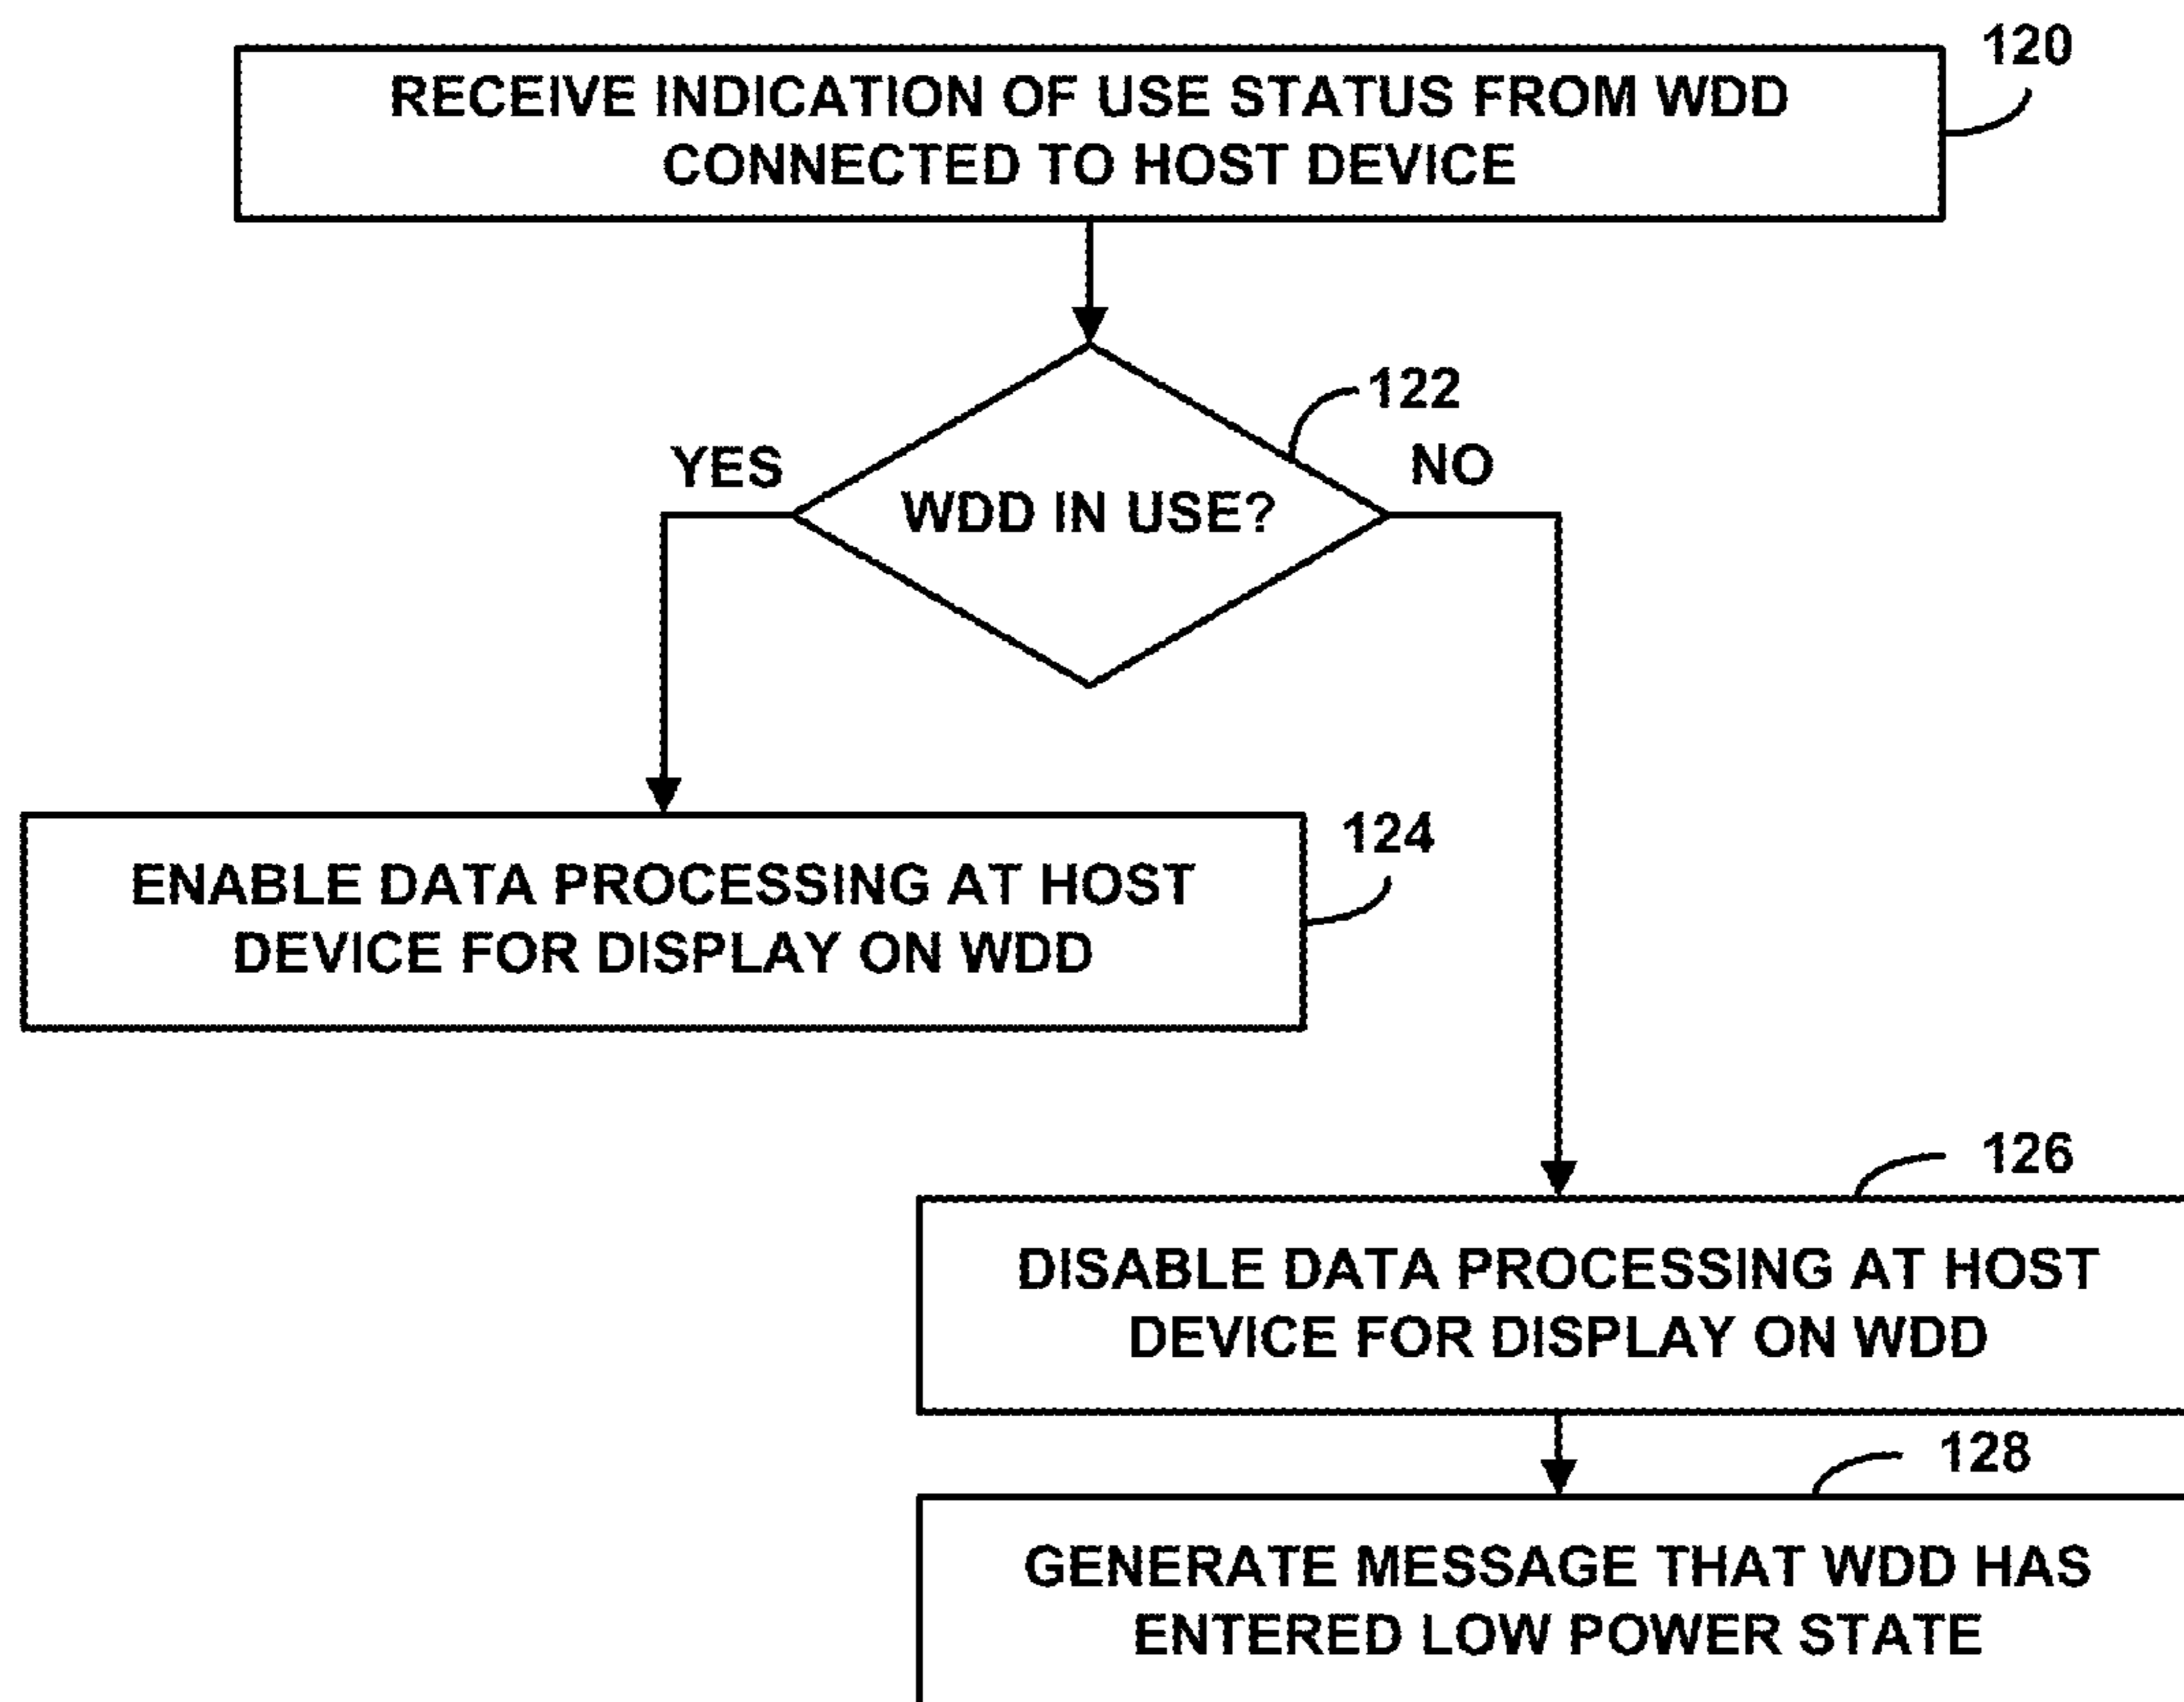 120
RECEIVE INDICATION OF USE STATUS FROM WDD
CONNECTED TO HOST DEVICE
122
YES
NO
WDD IN USE?
124
ENABLE DATA PROCESSING AT HOST
DEVICE FOR DISPLAY ON WDD
126
DISABLE DATA PROCESSING AT HOST
DEVICE FOR DISPLAY ON WDD
128
GENERATE MESSAGE THAT WDD HAS
ENTERED LOW POWER STATE